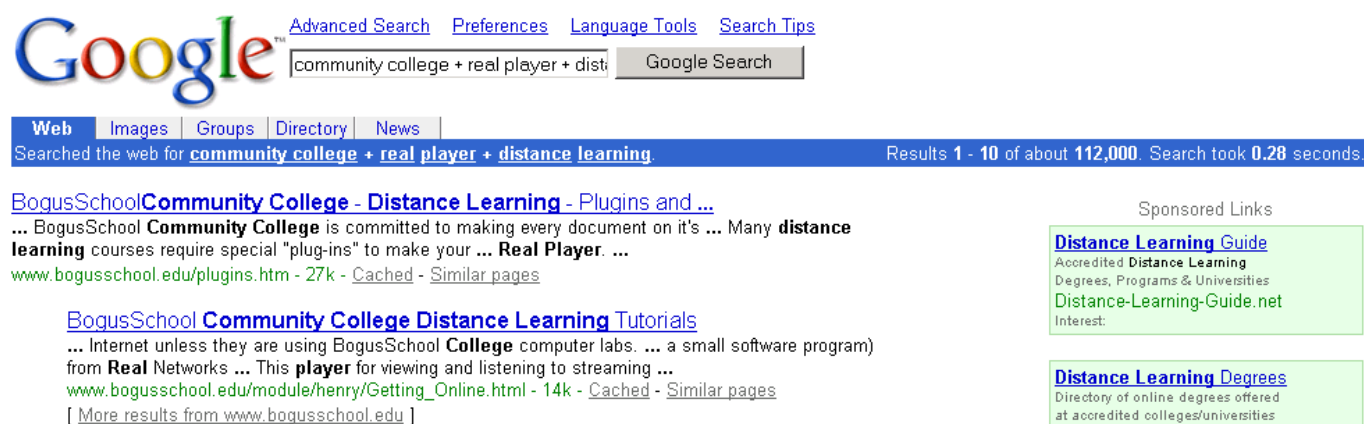 Google™
Advanced Search Preferences Language Tools Search Tips
community college + real player + dist
Google Search
Web Images Groups Directory News
Searched the web for community college + real player + distance learning.
Results 1 - 10 of about 112,000. Search took 0.28 seconds.
BogusSchoolCommunity College - Distance Learning - Plugins and ...
... BogusSchool Community College is committed to making every document on it's ... Many distance
learning courses require special "plug-ins" to make your ... Real Player. ...
www.bogusschool.edu/plugins.htm - 27k - Cached - Similar pages
BogusSchool Community College Distance Learning Tutorials
... Internet unless they are using BogusSchool College computer labs. ... a small software program)
from Real Networks ... This player for viewing and listening to streaming ...
www.bogusschool.edu/module/henry/Getting_Online.html - 14k - Cached - Similar pages
[ More results from www.bogusschool.edu ]
Sponsored Links
Distance Learning Guide
Accredited Distance Learning
Degrees, Programs & Universities
Distance-Learning-Guide.net
Interest:
Distance Learning Degrees
Directory of online degrees offered
at accredited colleges/universities